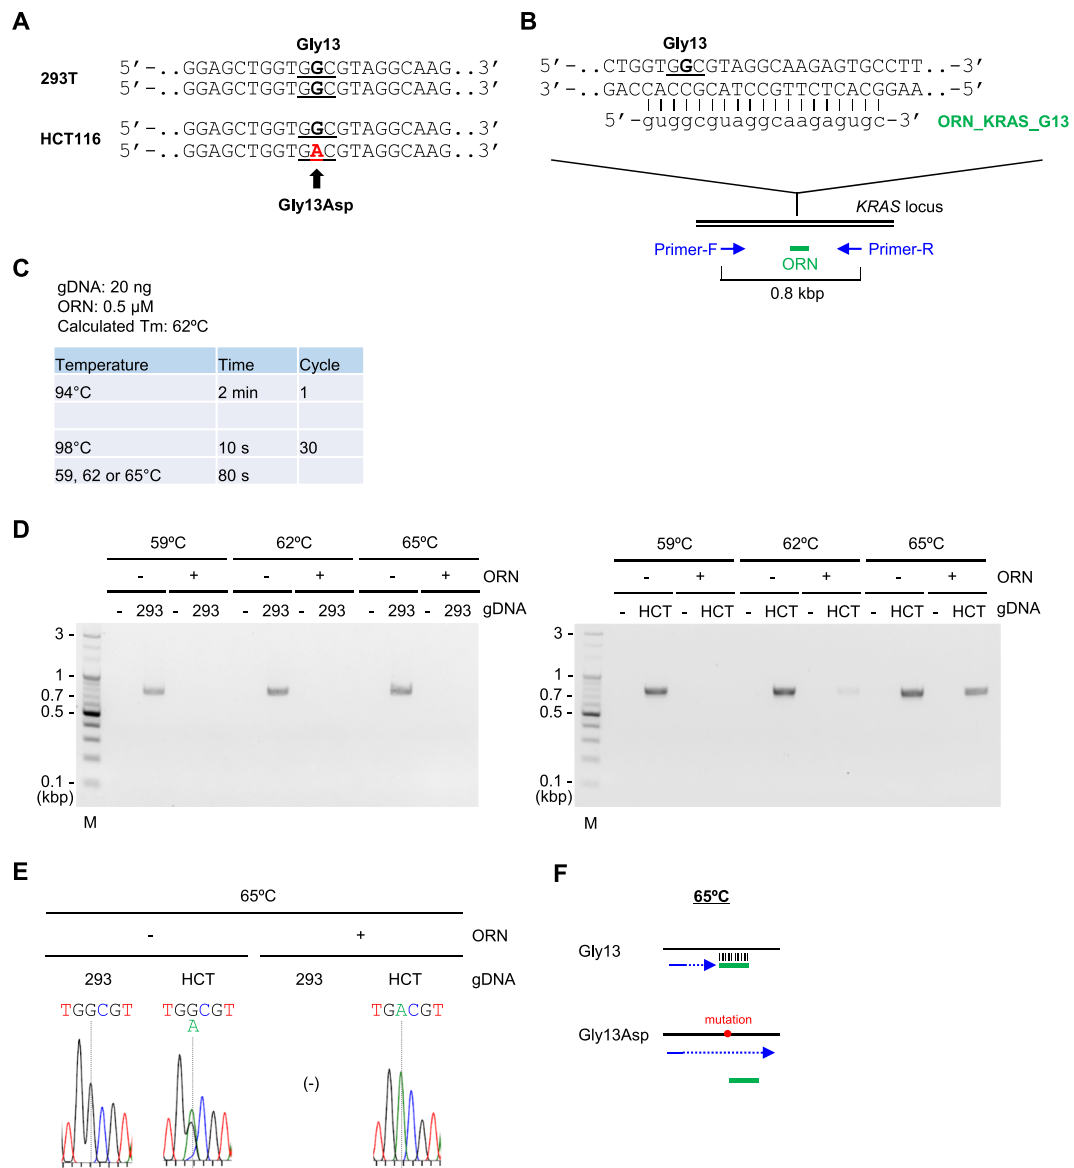 A
Gly13
293T
5′-..GGAGCTGGTGGCGTAGGCAAG..3′
5′-..GGAGCTGGTGGCGTAGGCAAG..3′
HCT116
5′-..GGAGCTGGTGGCGTAGGCAAG..3′
5′-..GGAGCTGGTGACGTAGGCAAG..3′
Gly13Asp
B
Gly13
5′-..CTGGTGGCGTAGGCAAGAGTGCCTT..-3′
3′-..GACCACCGCATCCGTTCTCACGGAA..-5′
5′-guggcguaggcaagagugc-3′ ORN_KRAS_G13
KRAS locus
Primer-F
ORN
Primer-R
0.8 kbp
C
gDNA: 20 ng
ORN: 0.5 µM
Calculated Tm: 62ºC
Temperature Time Cycle
94°C 2 min 1
98°C 10 s 30
59, 62 or 65°C 80 s
D
59ºC 62ºC 65ºC
- + - + - + ORN
- 293 - 293 - 293 - 293 - 293 - 293 gDNA
3 -
1 -
0.7 -
0.5 -
0.1 -
(kbp)
M
59ºC 62ºC 65ºC
- + - + - + ORN
- HCT - HCT - HCT - HCT - HCT - HCT gDNA
3 -
1 -
0.7 -
0.5 -
0.1 -
(kbp)
M
E
65ºC
- + ORN
293 HCT 293 HCT gDNA
TGGCGT TGGCGT TGACGT
A
(-)
F
65ºC
Gly13
mutation
Gly13Asp